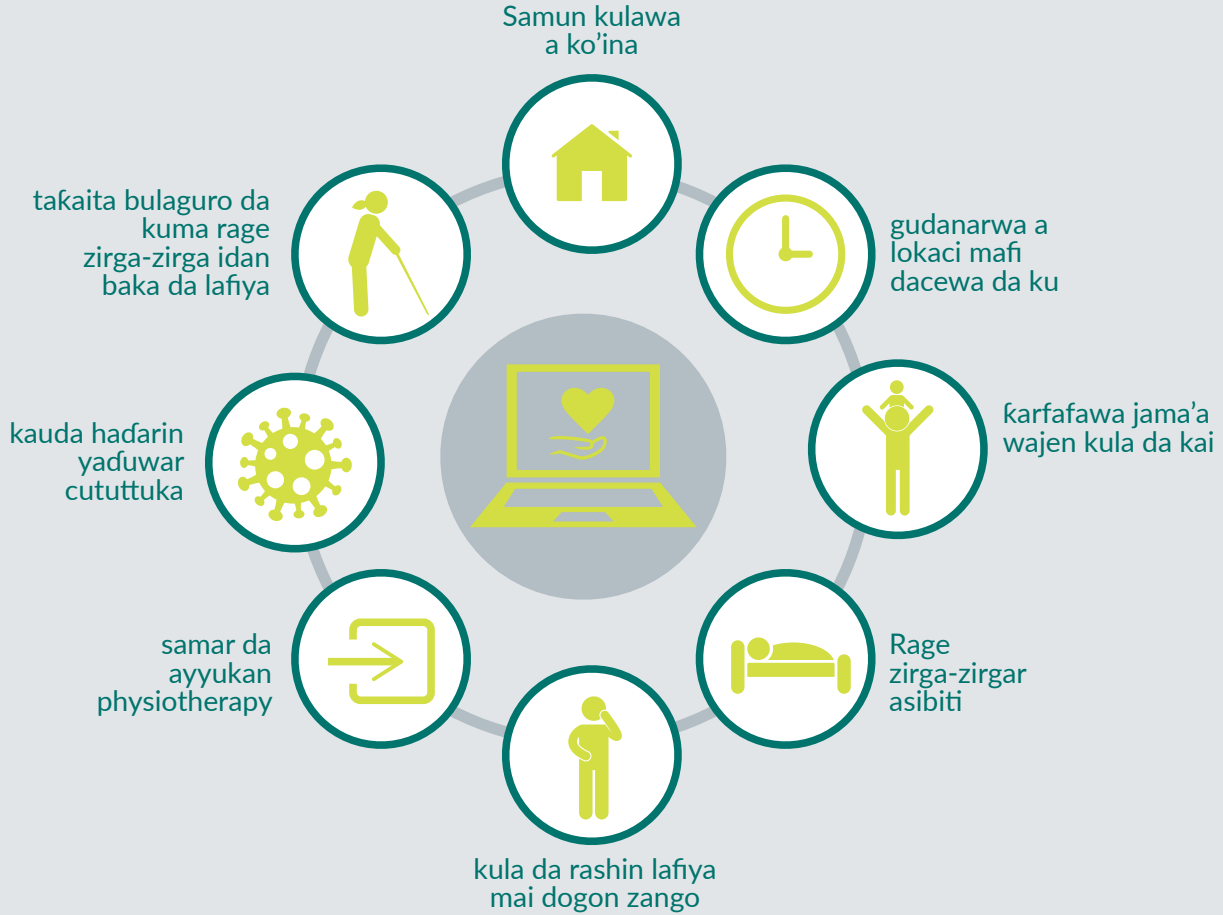 Samun kulawa
a ko'ina
gudanarwa a
lokaci mafi
dacewa da ku
ƙarfafawa jama'a
wajen kula da kai
Rage
zirga-zirgar
asibiti
kula da rashin lafiya
mai dogon zango
samar da
ayyukan
physiotherapy
kauda haɗarin
yaɗuwar
cututtuka
taƙaita bulaguro da
kuma rage
zirga-zirga idan
baka da lafiya